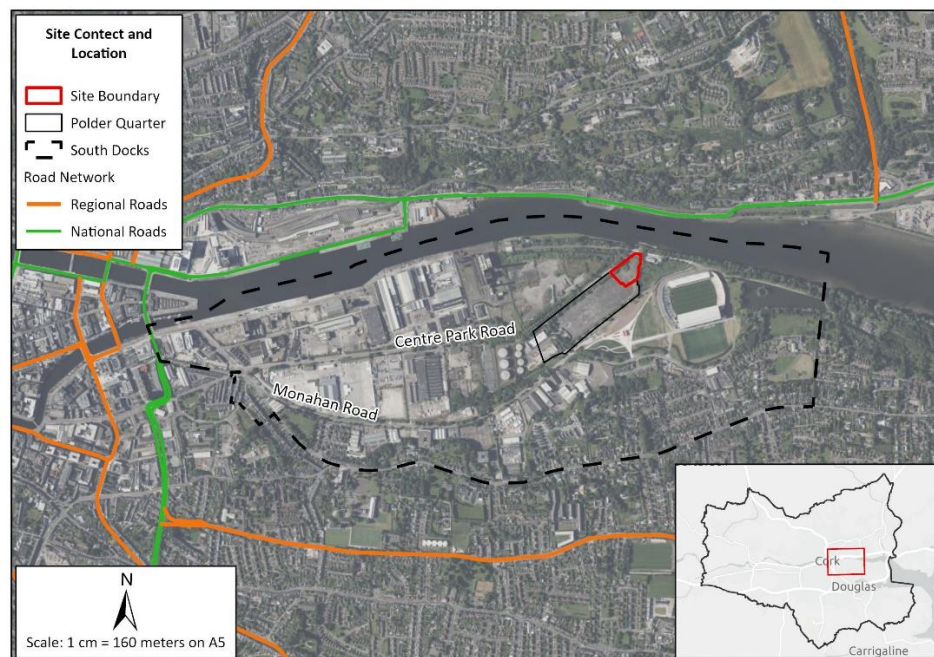 Site Contect and
Location
Site Boundary
Polder Quarter
South Docks
Road Network
Regional Roads
National Roads
Centre Park Road
Monahan Road
N
Scale: 1 cm = 160 meters on A5
Cork
Douglas
Carrigaline